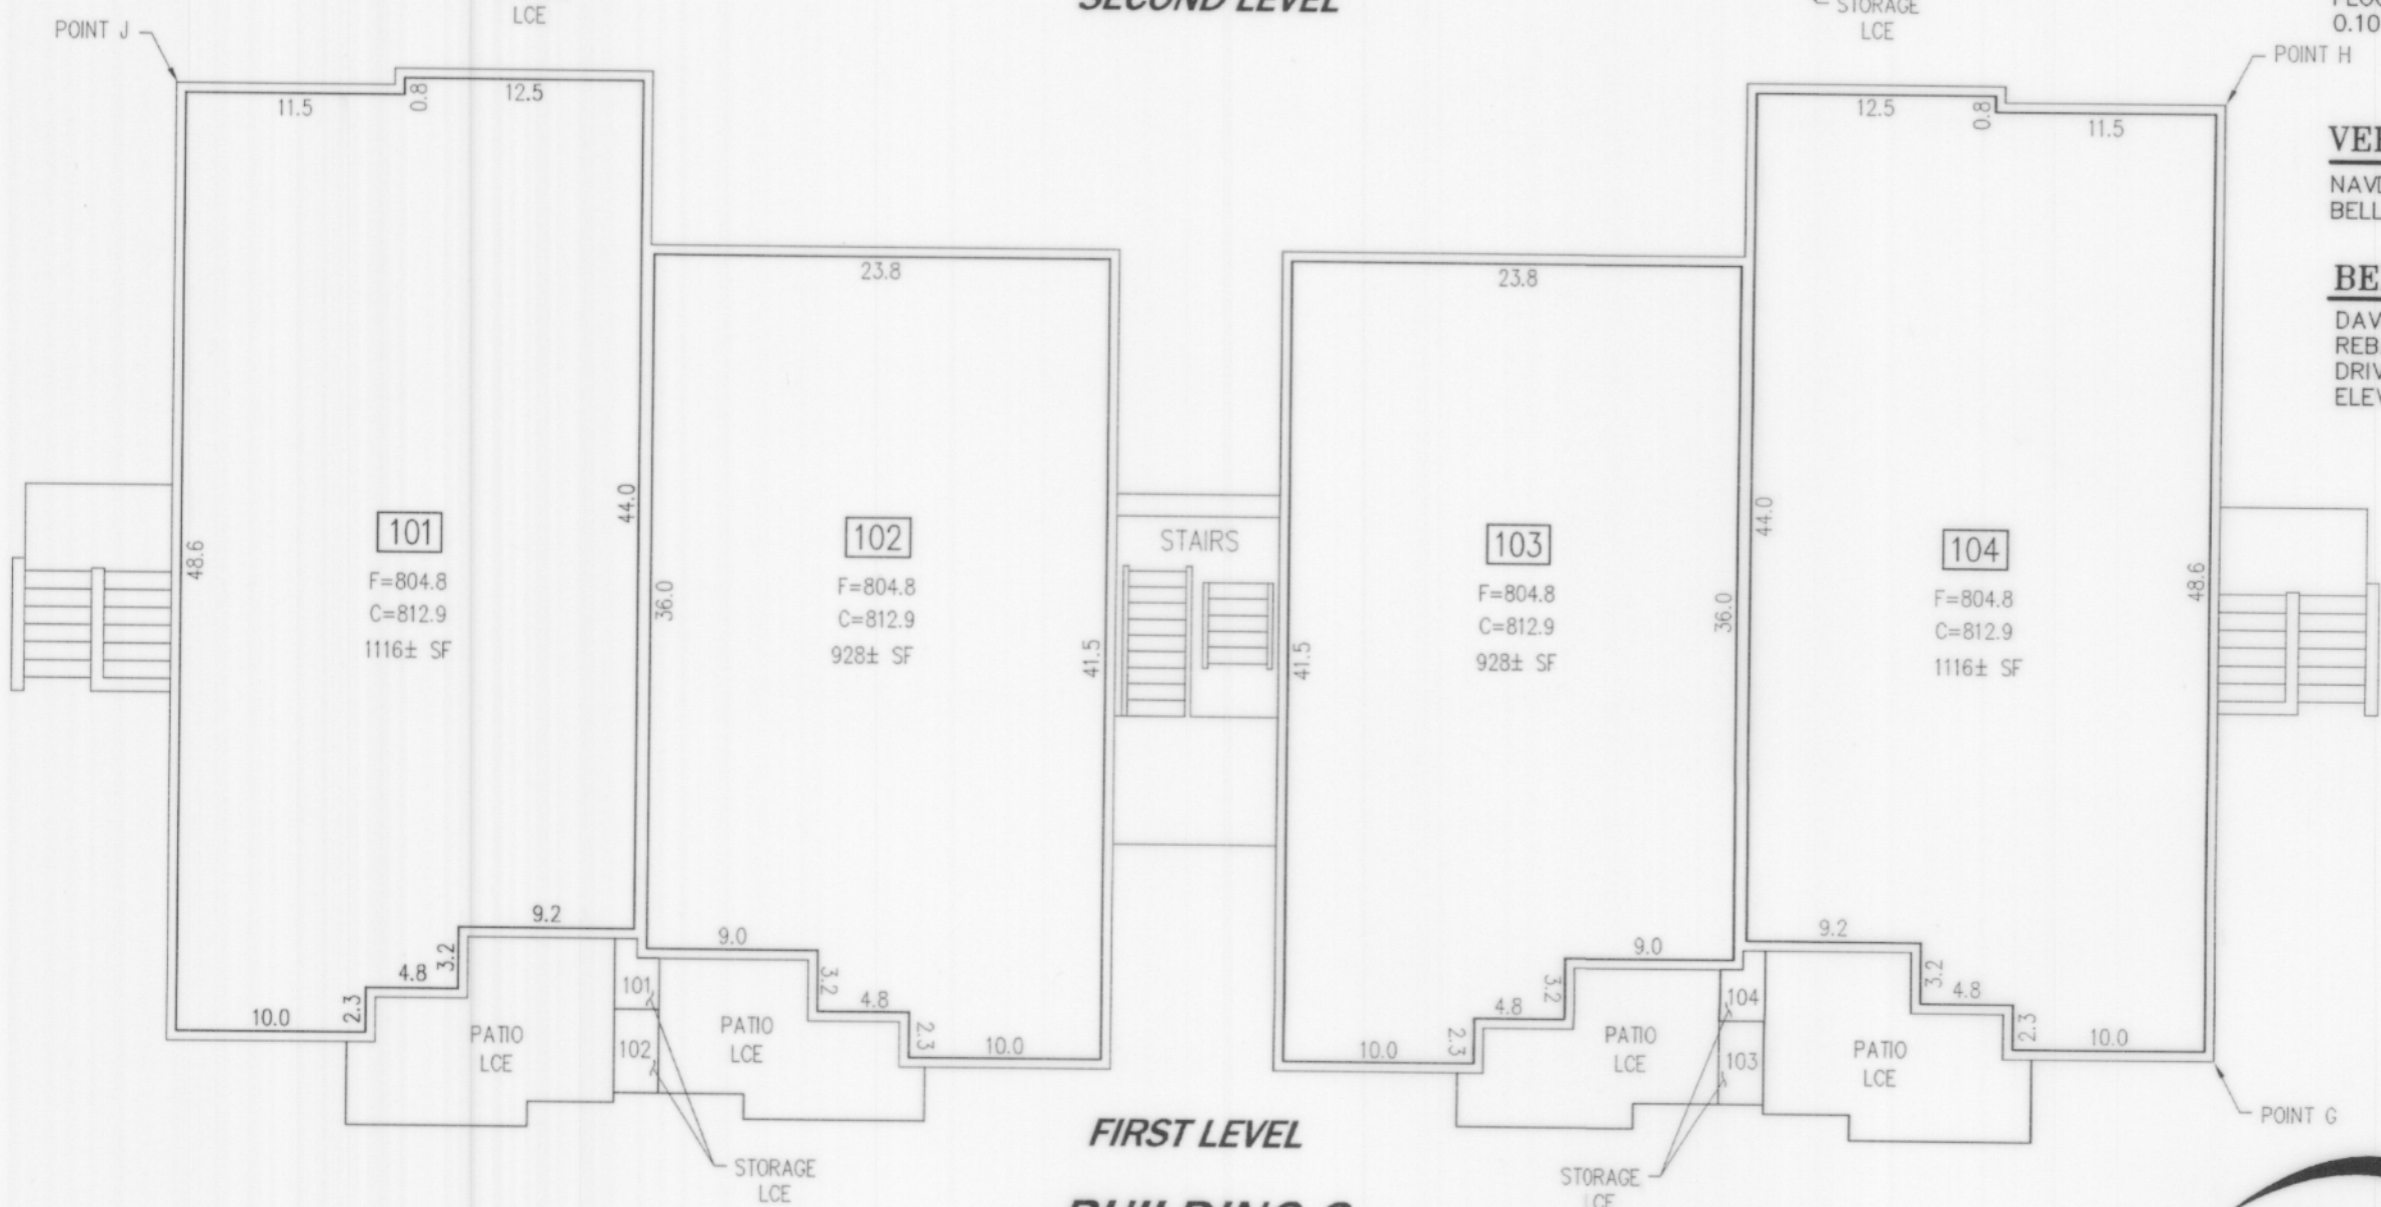 LCE
SECOND LEVEL
STORAGE
LCE
0.10
POINT J
POINT H
11.5
0.8
12.5
12.5
0.8
11.5
NAVD
BELL
23.8
23.8
DAV
REB
DRIV
ELEV
48.6
101
F=804.8
C=812.9
1116± SF
44.0
36.0
102
F=804.8
C=812.9
928± SF
41.5
STAIRS
41.5
103
F=804.8
C=812.9
928± SF
36.0
44.0
104
F=804.8
C=812.9
1116± SF
48.6
10.0
2.3
4.8
3.2
9.2
PATIO
LCE
101
102
9.0
3.2
4.8
2.3
10.0
PATIO
LCE
STORAGE
LCE
10.0
2.3
4.8
3.2
9.0
PATIO
LCE
104
103
9.2
3.2
4.8
2.3
10.0
PATIO
LCE
STORAGE
LCE
POINT G
FIRST LEVEL
BUILDING